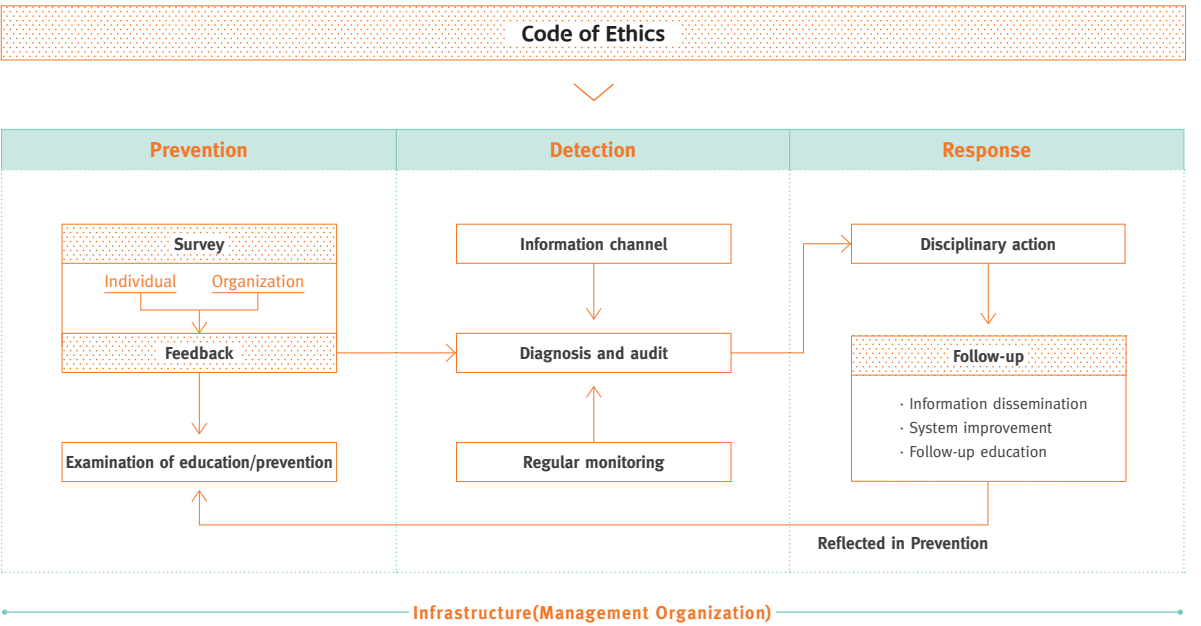 Code of Ethics
Prevention
Detection
Response
Survey
Individual
Organization
Feedback
Examination of education/prevention
Information channel
Diagnosis and audit
Regular monitoring
Disciplinary action
Follow-up
· Information dissemination
· System improvement
· Follow-up education
Reflected in Prevention
Infrastructure(Management Organization)